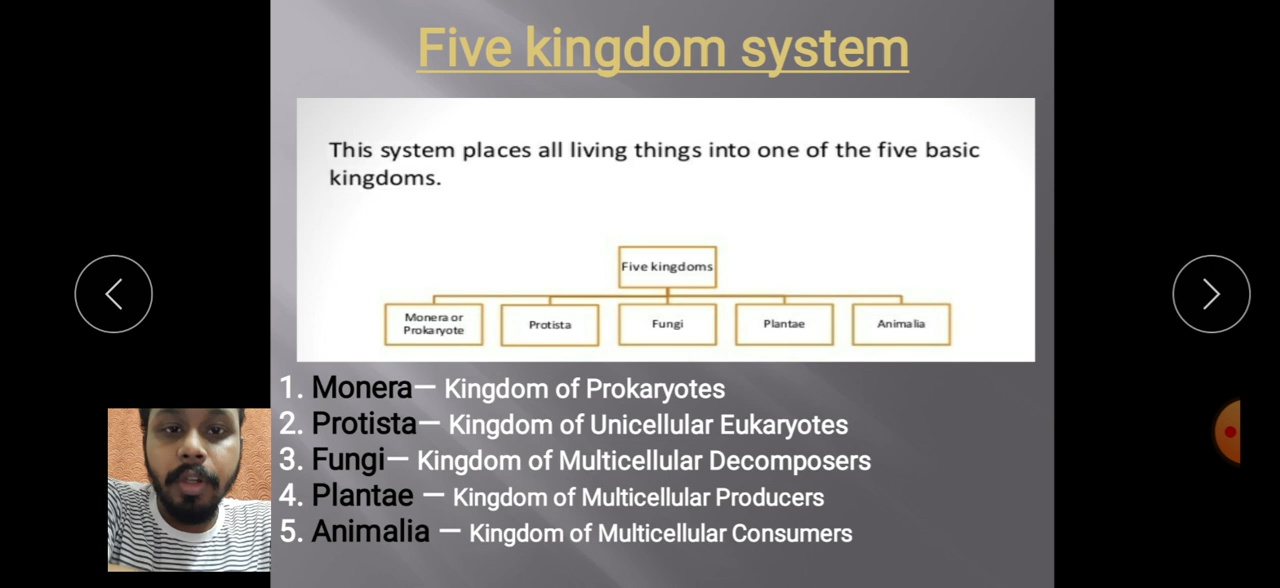 Five kingdom system
This system places all living things into one of the five basic
kingdoms.
Five kingdoms
Monera or
Prokaryote
Protista
Fungi
Plantae
Animalia
1. Monera— Kingdom of Prokaryotes
2. Protista— Kingdom of Unicellular Eukaryotes
3. Fungi— Kingdom of Multicellular Decomposers
4. Plantae — Kingdom of Multicellular Producers
5. Animalia — Kingdom of Multicellular Consumers